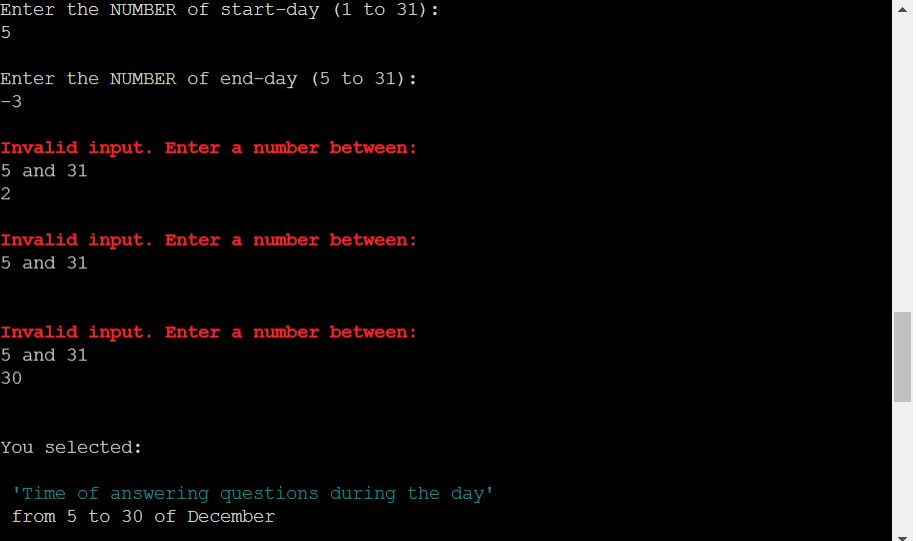 Enter the NUMBER of start-day (1 to 31):
5
Enter the NUMBER of end-day (5 to 31):
-3
Invalid input. Enter a number between:
5 and 31
2
Invalid input. Enter a number between:
5 and 31
Invalid input. Enter a number between:
5 and 31
30
You selected:
'Time of answering questions during the day'
from 5 to 30 of December